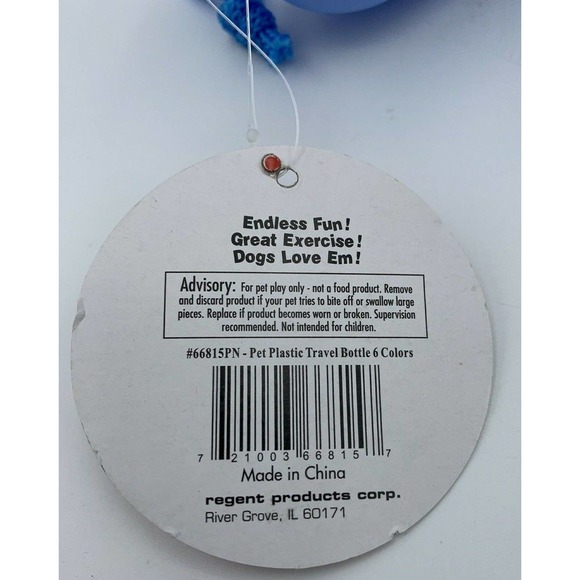 Endless Fun!
Great Exercise!
Dogs Love Em!
Advisory: For pet play only - not a food product. Remove
and discard product if your pet tries to bite off or swallow large
pieces. Replace if product becomes worn or broken. Supervision
recommended. Not intended for children.
#66815PN - Pet Plastic Travel Bottle 6 Colors
7 21003 66815 7
Made in China
regent products corp.
River Grove, IL 60171